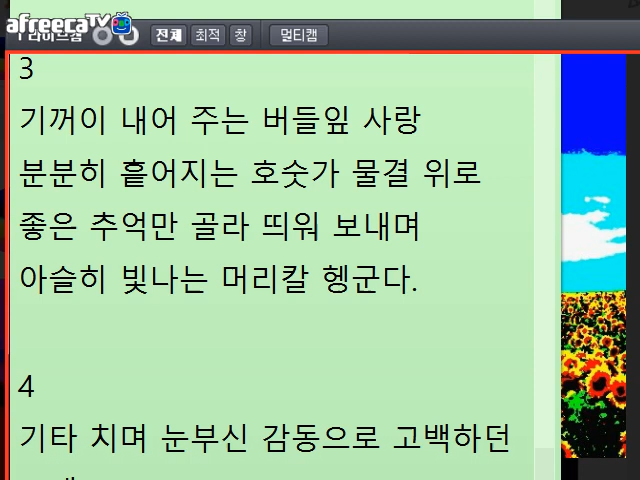 afreecaTV
전체 최적 창 멀티캠
3
기꺼이 내어 주는 버들잎 사랑
분분히 흩어지는 호숫가 물결 위로
좋은 추억만 골라 띄워 보내며
아슬히 빛나는 머리칼 헹군다.
4
기타 치며 눈부신 감동으로 고백하던